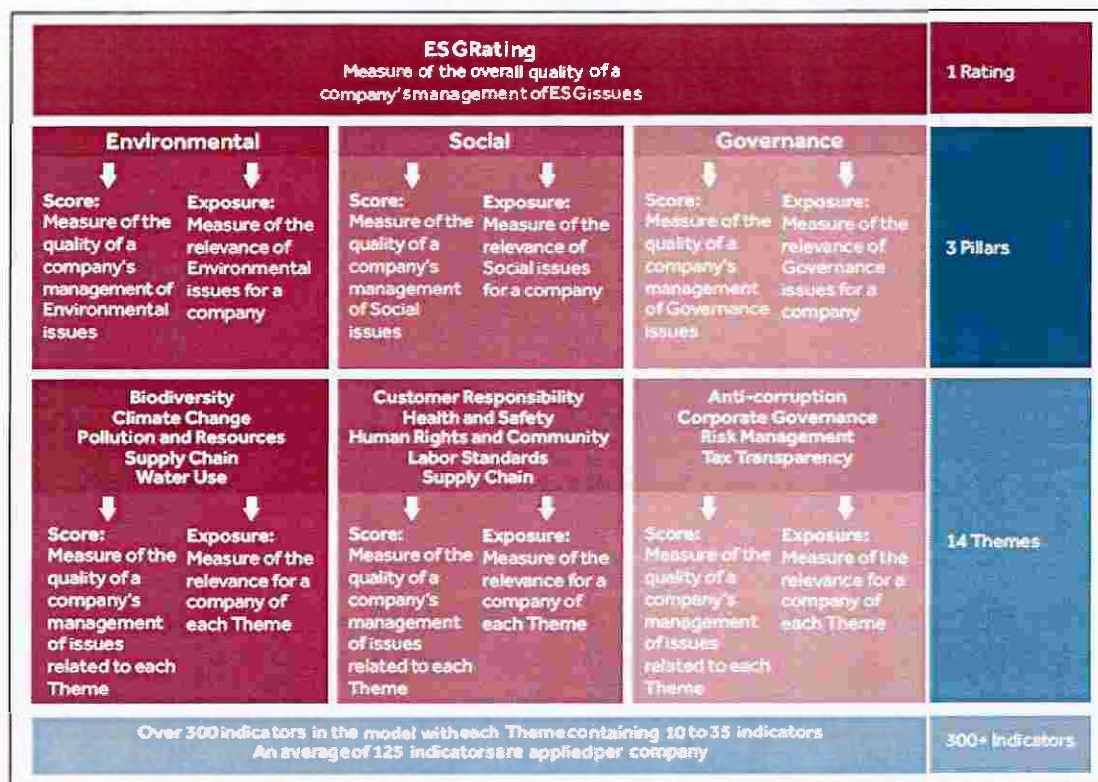 ESG Rating
Measure of the overall quality of a
company's management of ESG issues
1 Rating
Environmental
Score:
Measure of the
quality of a
company's
management of
Environmental
issues
Exposure:
Measure of the
relevance of
Environmental
issues for a
company
Social
Score:
Measure of the
quality of a
company's
management
of Social
issues
Exposure:
Measure of the
relevance of
Social issues
for a company
Governance
Score:
Measure of the
quality of a
company's
management
of Governance
issues
Exposure:
Measure of the
relevance of
Governance
issues for a
company
3 Pillars
Biodiversity
Climate Change
Pollution and Resources
Supply Chain
Water Use
Score:
Measure of the
quality of a
company's
management
of issues
related to each
Theme
Exposure:
Measure of the
relevance for a
company of
each Theme
Customer Responsibility
Health and Safety
Human Rights and Community
Labor Standards
Supply Chain
Score:
Measure of the
quality of a
company's
management
of issues
related to each
Theme
Exposure:
Measure of the
relevance for a
company of
each Theme
Anti-corruption
Corporate Governance
Risk Management
Tax Transparency
Score:
Measure of the
quality of a
company's
management
of issues
related to each
Theme
Exposure:
Measure of the
relevance for a
company of
each Theme
14 Themes
Over 300 indicators in the model with each Theme containing 10 to 35 indicators
An average of 125 indicators are applied per company
300+ Indicators